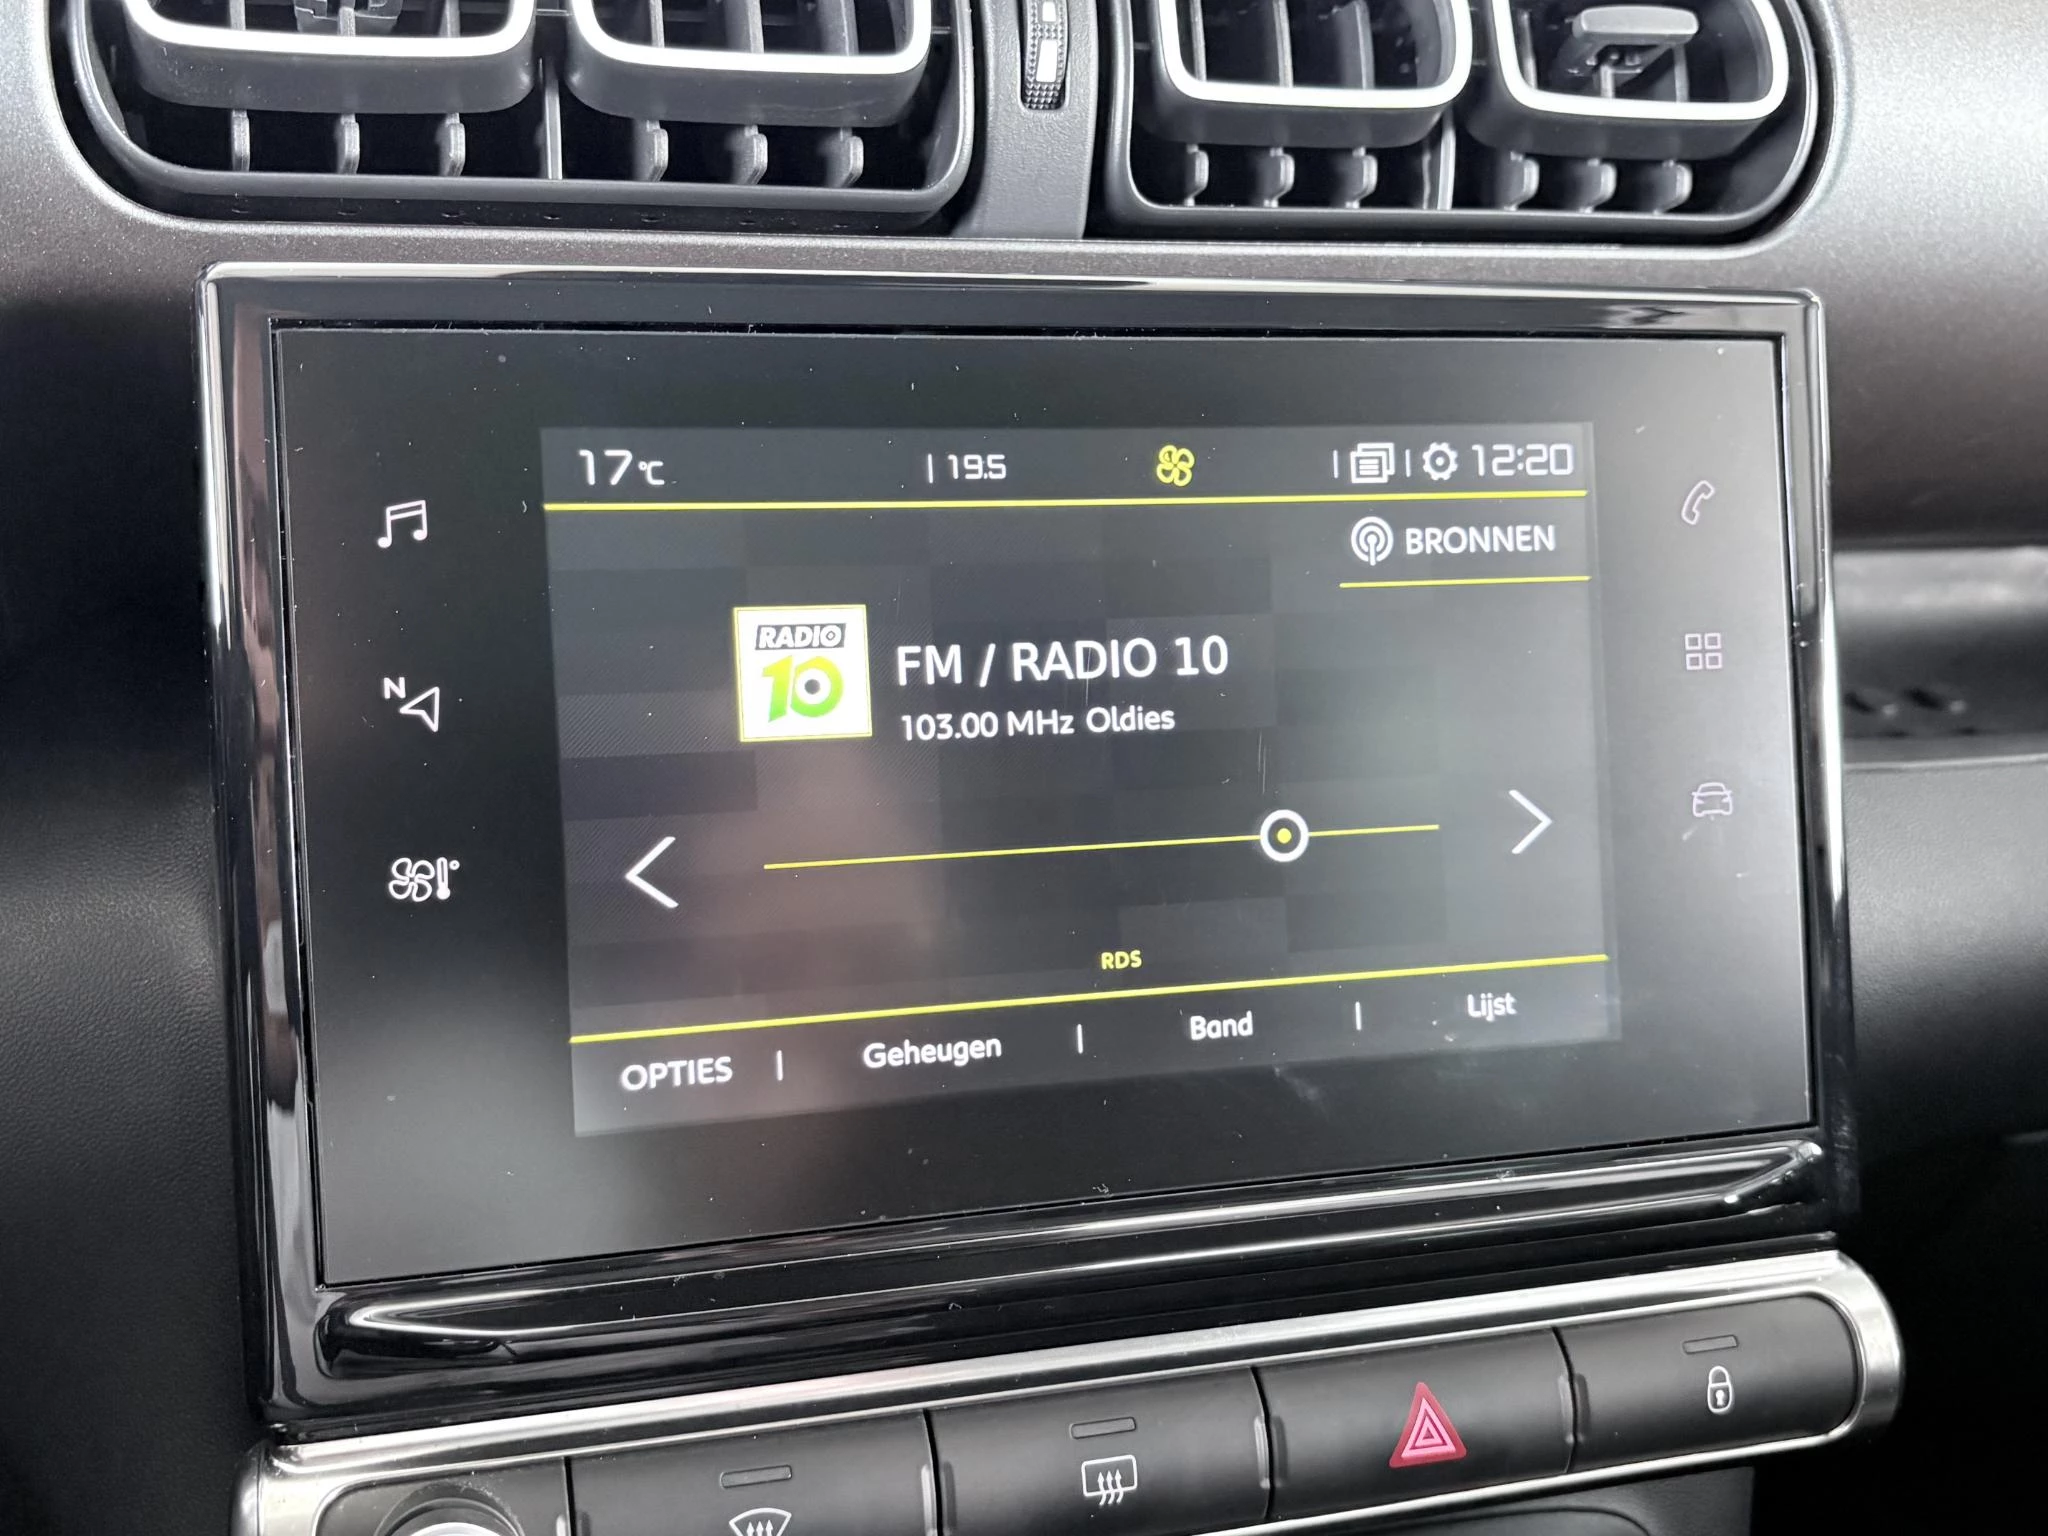 17°C | 19.5 | | 12:20
BRONNEN
RADIO
10
FM / RADIO 10
103.00 MHz Oldies
N
RDS
OPTIES | Geheugen | Band | Lijst